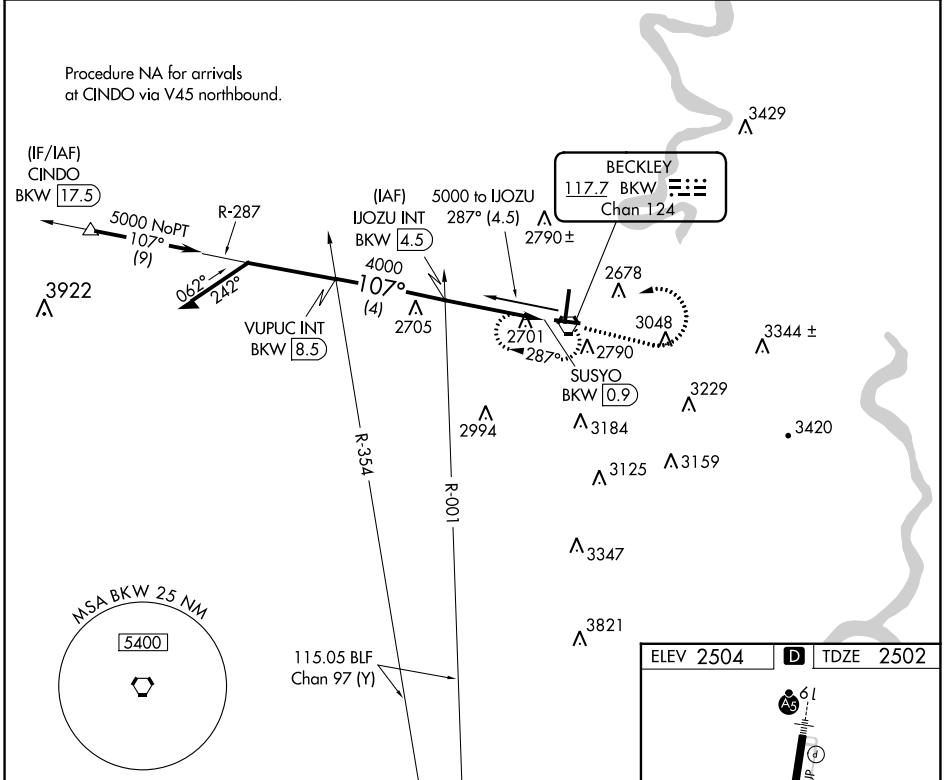 Procedure NA for arrivals
at CINDO via V45 northbound.
3429
(IF/IAF)
CINDO
BKW 17.5
5000 NoPT
107°
(9)
R-287
(IAF)
IJOZU INT
BKW 4.5
5000 to IJOZU
287° (4.5)
BECKLEY
117.7 BKW
Chan 124
2790 ±
3922
062°
242°
4000
107°
(4)
2705
2678
VUPUC INT
BKW 8.5
2701
287°
3048
2790
3344 ±
SUSYO
BKW 0.9
3229
2994
3184
3420
R-354
R-001
3125
3159
3347
MSA BKW 25 NM
5400
3821
115.05 BLF
Chan 97 (Y)
ELEV 2504
D
TDZE 2502
A5
19
P